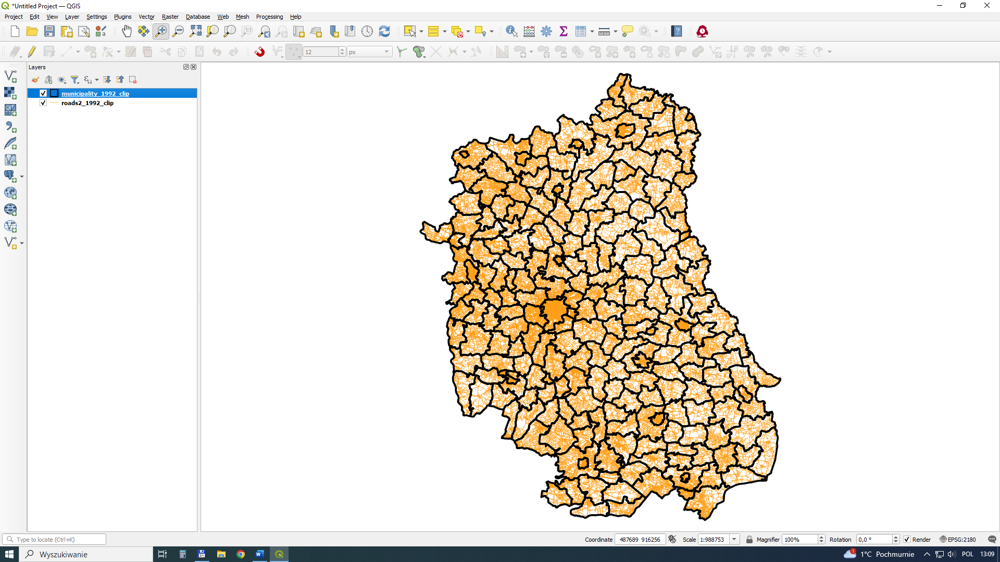 *Untitled Project — QGIS
Project Edit View Layer Settings Plugins Vector Raster Database Web Mesh Processing Help
12 px
Layers
municipality_1992_clip
roads2_1992_clip
Type to locate (Ctrl+K)
Coordinate 487689 916256 Scale 1:988753 Magnifier 100% Rotation 0,0 ° Render EPSG:2180
Wyszukiwanie 1 1°C Pochmurnie POL 13:09